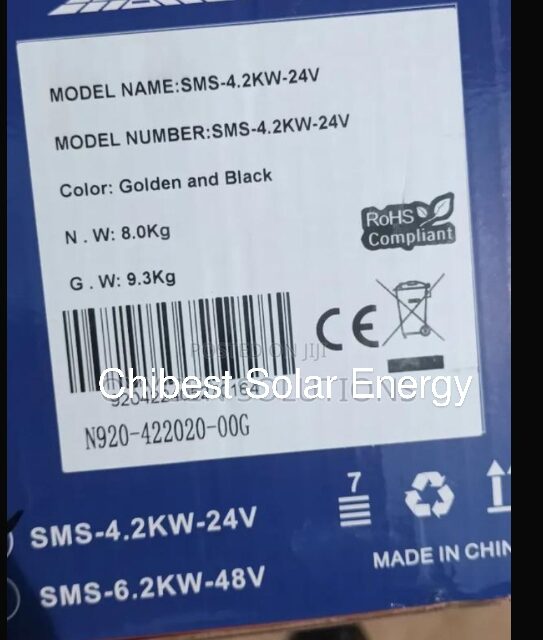 MODEL NAME:SMS-4.2KW-24V
MODEL NUMBER:SMS-4.2KW-24V
Color: Golden and Black
N . W: 8.0Kg
RoHS
Compliant
G . W: 9.3Kg
CE
POSTED ON JIJI
Chibest Solar Energy
N920-422020-00G
7
SMS-4.2KW-24V
MADE IN CHIN
SMS-6.2KW-48V